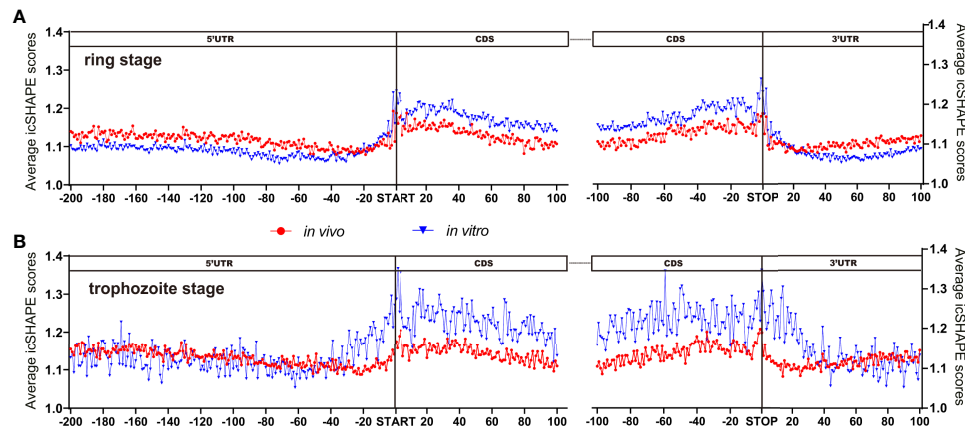 A
1.4
1.3
1.2
1.1
1.0
Average icSHAPE scores
5'UTR
CDS
CDS
3'UTR
ring stage
1.4
1.3
1.2
1.1
1.0
Average icSHAPE scores
-200 -180 -160 -140 -120 -100 -80 -60 -40 -20 START 20 40 60 80 100
-100 -80 -60 -40 -20 STOP 20 40 60 80 100
in vivo
in vitro
B
1.4
1.3
1.2
1.1
1.0
Average icSHAPE scores
5'UTR
CDS
CDS
3'UTR
trophozoite stage
1.4
1.3
1.2
1.1
1.0
Average icSHAPE scores
-200 -180 -160 -140 -120 -100 -80 -60 -40 -20 START 20 40 60 80 100
-100 -80 -60 -40 -20 STOP 20 40 60 80 100